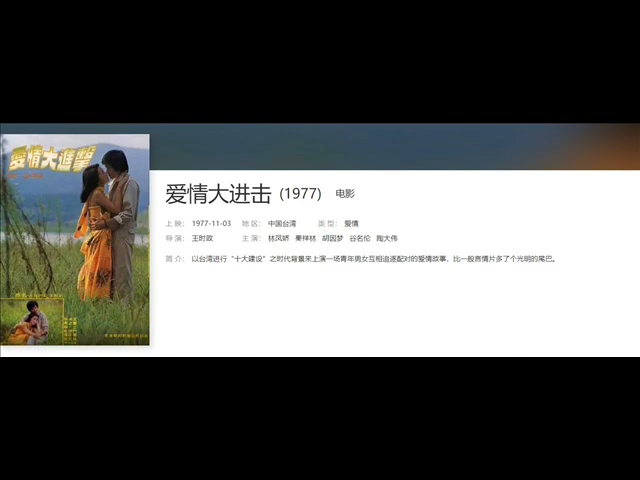 愛情大進擊
爱情大进击 (1977) 电影
上映: 1977-11-03 地区: 中国台湾 类型: 爱情
导演: 王时政 主演: 林凤娇 秦祥林 胡因梦 谷名伦 陶大伟
简介: 以台湾进行“十大建设”之时代背景来上演一场青年男女互相追逐配对的爱情故事，比一般言情片多了个光明的尾巴。